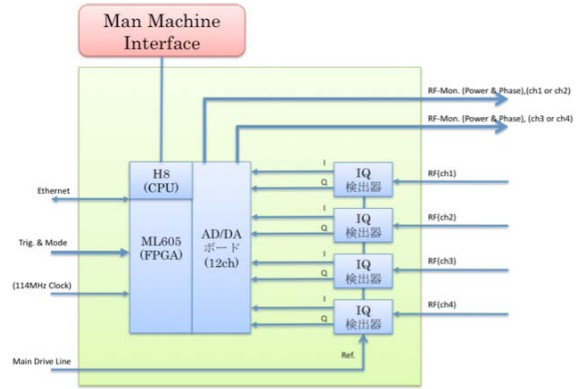 Man Machine
Interface
RF-Mon. (Power & Phase),(ch1 or ch2)
RF-Mon. (Power & Phase), (ch3 or ch4)
H8
(CPU)
I
Q
IQ
検出器
RF(ch1)
Ethernet
ML605
(FPGA)
AD/DA
ボード
(12ch)
I
Q
IQ
検出器
RF(ch2)
Trig. & Mode
I
Q
IQ
検出器
RF(ch3)
(114MHz Clock)
I
Q
IQ
検出器
RF(ch4)
Main Drive Line
Ref.